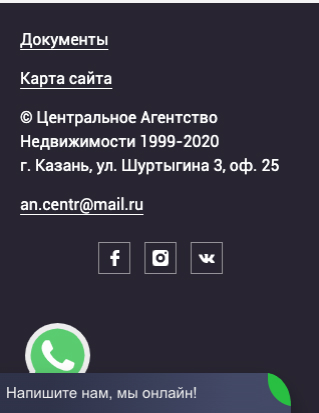 Документы
Карта сайта
© Центральное Агентство
Недвижимости 1999-2020
г. Казань, ул. Шуртыгина 3, оф. 25
an.centr@mail.ru
Напишите нам, мы онлайн!